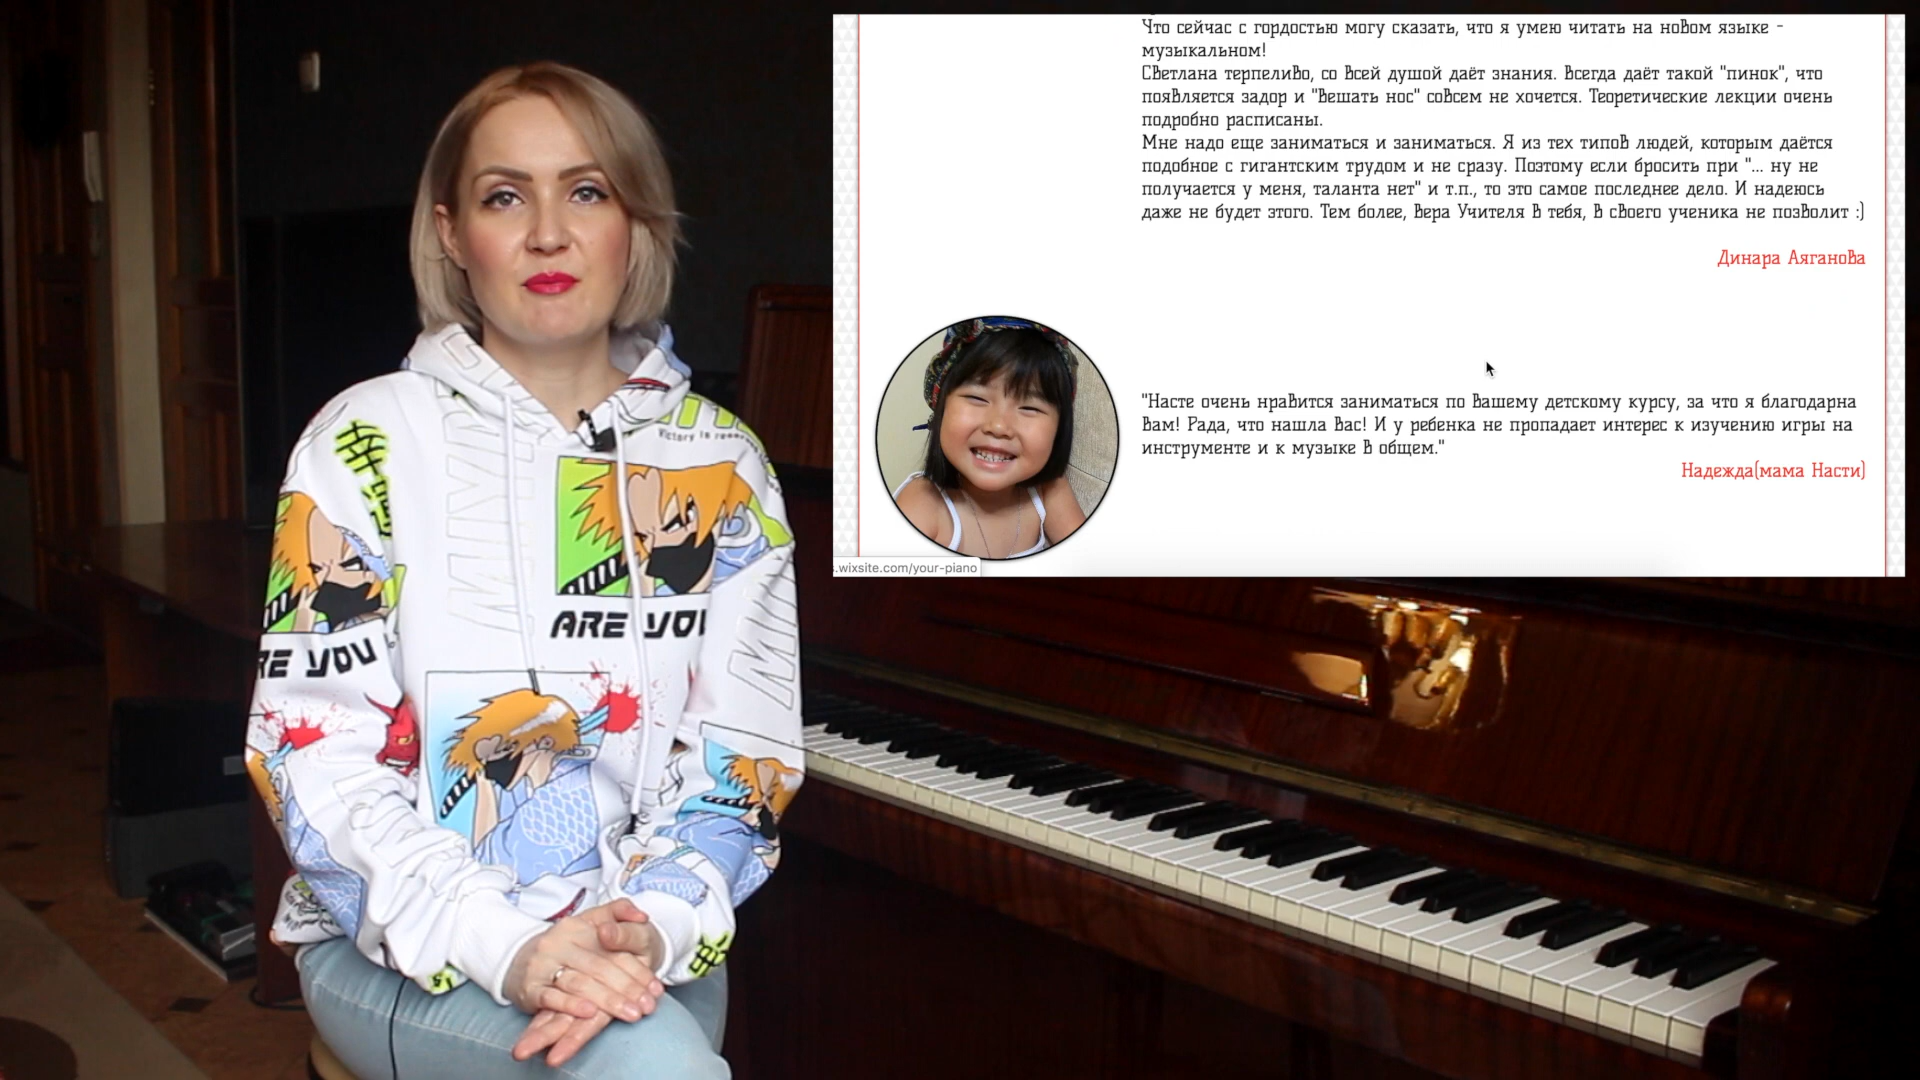 Что сейчас с гордостью могу сказать, что я умею читать на новом языке -
музыкальном!
Светлана терпеливо, со всей душой даёт знания. Всегда даёт такой "пинок", что
появляется задор и "вешать нос" совсем не хочется. Теоретические лекции очень
подробно расписаны.
Мне надо еще заниматься и заниматься. Я из тех типов людей, которым даётся
подобное с гигантским трудом и не сразу. Поэтому если бросить при "... ну не
получается у меня, таланта нет" и т.п., то это самое последнее дело. И надеюсь
даже не будет этого. Тем более, Вера Учителя в тебя, в своего ученика не позволит :)
Динара Аяганова
"Насте очень нравится заниматься по Вашему детскому курсу, за что я благодарна
Вам! Рада, что нашла Вас! И у ребенка не пропадает интерес к изучению игры на
инструменте и к музыке в общем."
Надежда(мама Насти)
.wixsite.com/your-piano
Victory is
幸
運
ARE YOU
RE YOU